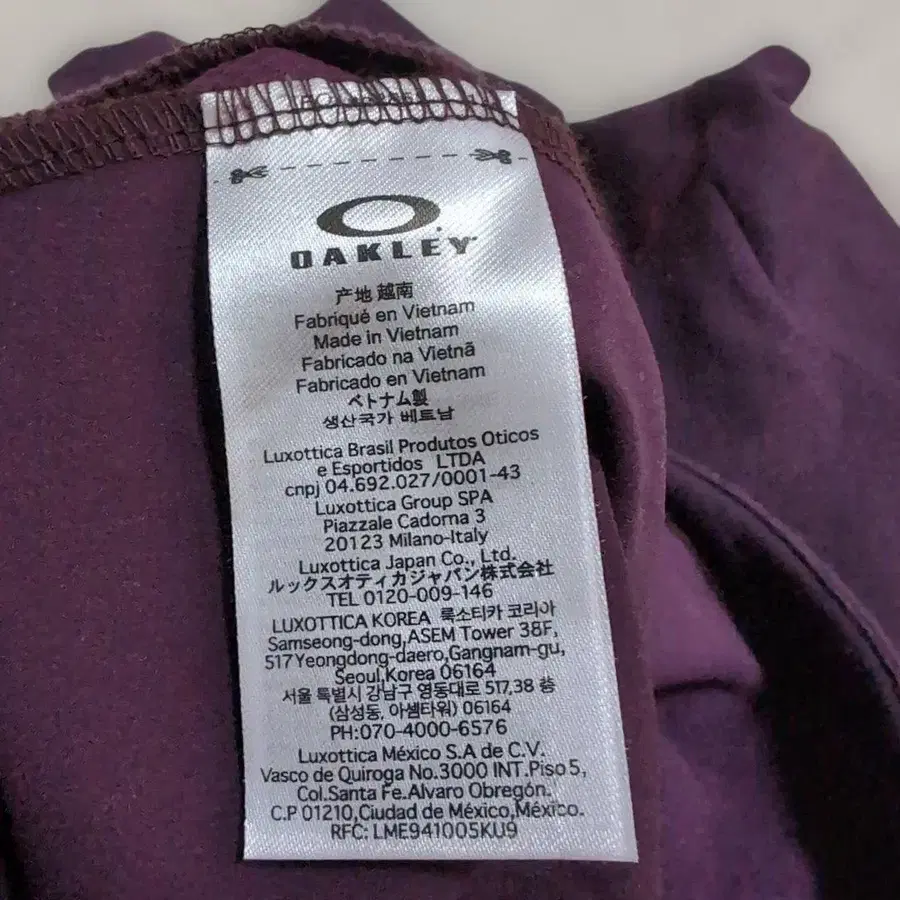 OAKLEY
产地 越南
Fabriqué en Vietnam
Made in Vietnam
Fabricado na Vietnã
Fabricado en Vietnam
ベトナム製
생산국가 베트남
Luxottica Brasil Produtos Oticos
e Esportidos LTDA
cnpj 04.692.027/0001-43
Luxottica Group SPA
Piazzale Cadorna 3
20123 Milano-Italy
Luxottica Japan Co., Ltd.
ルックスオティカジャパン株式会社
TEL 0120-009-146
LUXOTTICA KOREA 룩소티카 코리아
Samseong-dong,ASEM Tower 38F,
517 Yeongdong-daero,Gangnam-gu,
Seoul,Korea 06164
서울 특별시 강남구 영동대로 517,38 층
(삼성동, 아셈타워) 06164
PH:070-4000-6576
Luxottica México S.A de C.V.
Vasco de Quiroga No.3000 INT.Piso 5,
Col.Santa Fe.Alvaro Obregón.
C.P 01210,Ciudad de México,México.
RFC: LME941005KU9